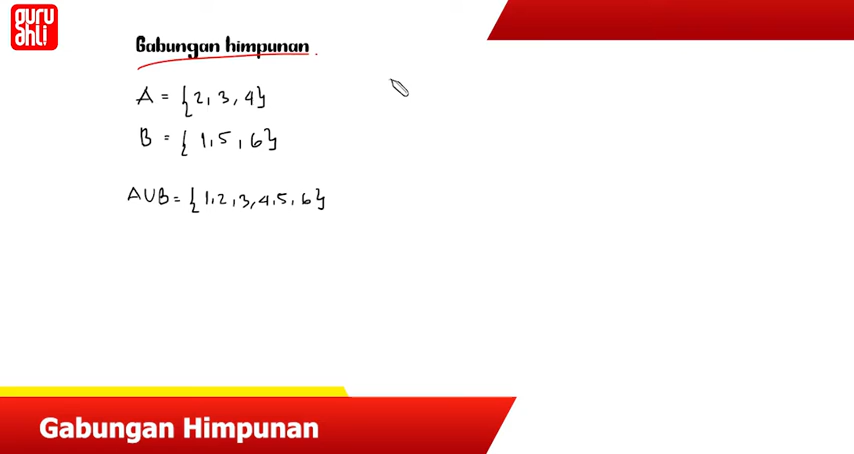 guru
ahli
Gabungan himpunan.
A = {2, 3, 4}
B = {1, 5, 6}
A∪B = {1, 2, 3, 4, 5, 6}
Gabungan Himpunan